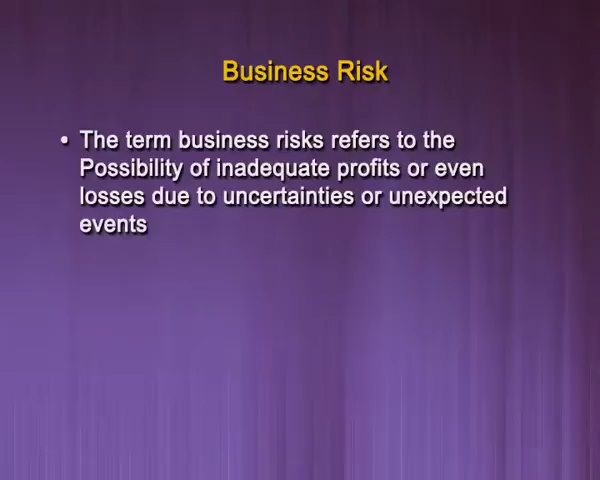 Business Risk
• The term business risks refers to the
Possibility of inadequate profits or even
losses due to uncertainties or unexpected
events